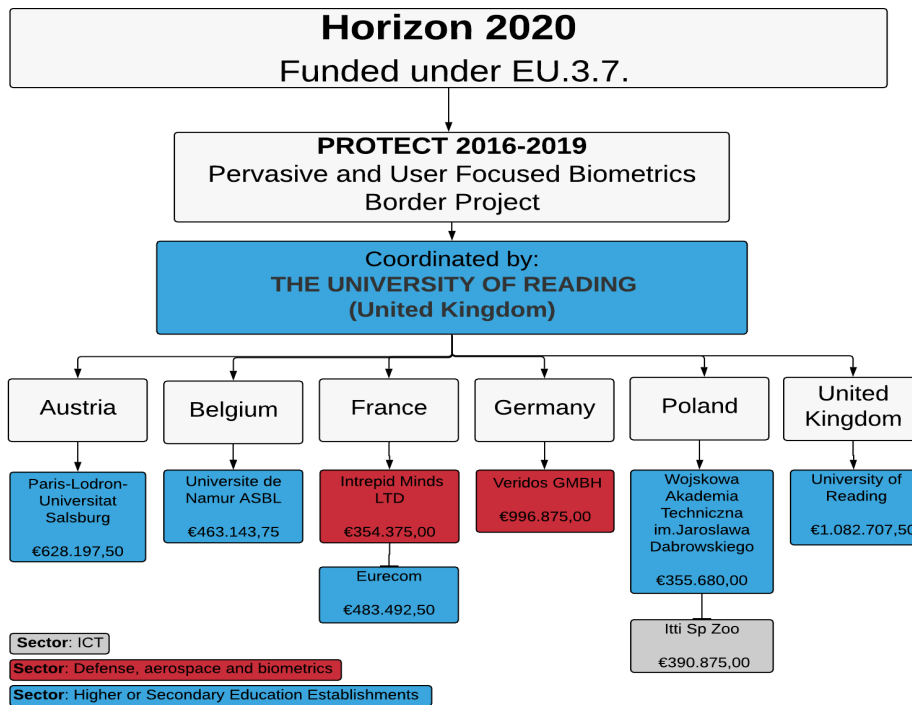 Horizon 2020
Funded under EU.3.7.
PROTECT 2016-2019
Pervasive and User Focused Biometrics
Border Project
Coordinated by:
THE UNIVERSITY OF READING
(United Kingdom)
Austria
Belgium
France
Germany
Poland
United
Kingdom
Paris-Lodron-
Universitat
Salsburg
€628.197,50
Universite de
Namur ASBL
€463.143,75
Intrepid Minds
LTD
€354.375,00
Eurecom
€483.492,50
Veridos GMBH
€996.875,00
Wojskowa
Akademia
Techniczna
im.Jaroslawa
Dabrowskiego
€355.680,00
Itti Sp Zoo
€390.875,00
University of
Reading
€1.082.707,50
Sector: ICT
Sector: Defense, aerospace and biometrics
Sector: Higher or Secondary Education Establishments